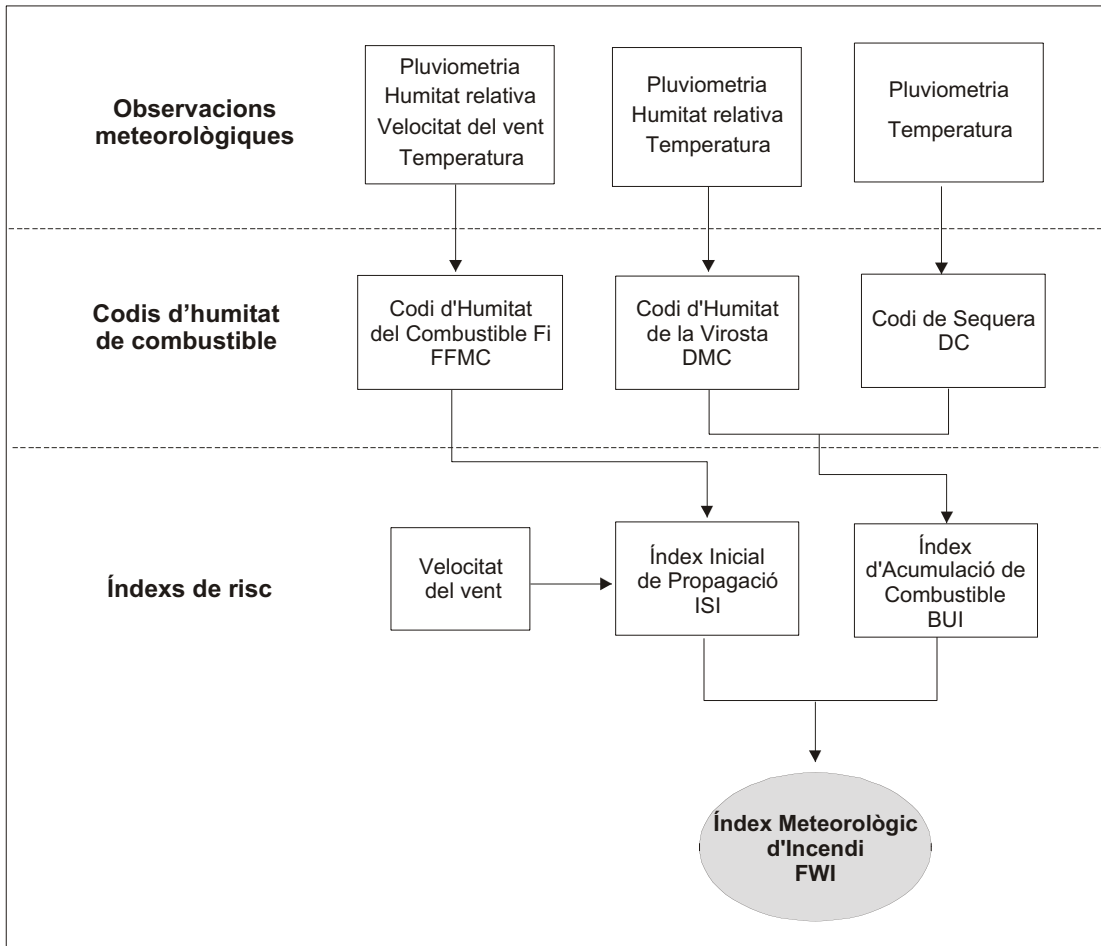 Observacions
meteorològiques
Pluviometria
Humitat relativa
Velocitat del vent
Temperatura
Pluviometria
Humitat relativa
Temperatura
Pluviometria
Temperatura
Codis d’humitat
de combustible
Codi d'Humitat
del Combustible Fi
FFMC
Codi d'Humitat
de la Virosta
DMC
Codi de Sequera
DC
Índexs de risc
Velocitat
del vent
Índex Inicial
de Propagació
ISI
Índex
d'Acumulació de
Combustible
BUI
Índex Meteorològic
d'Incendi
FWI